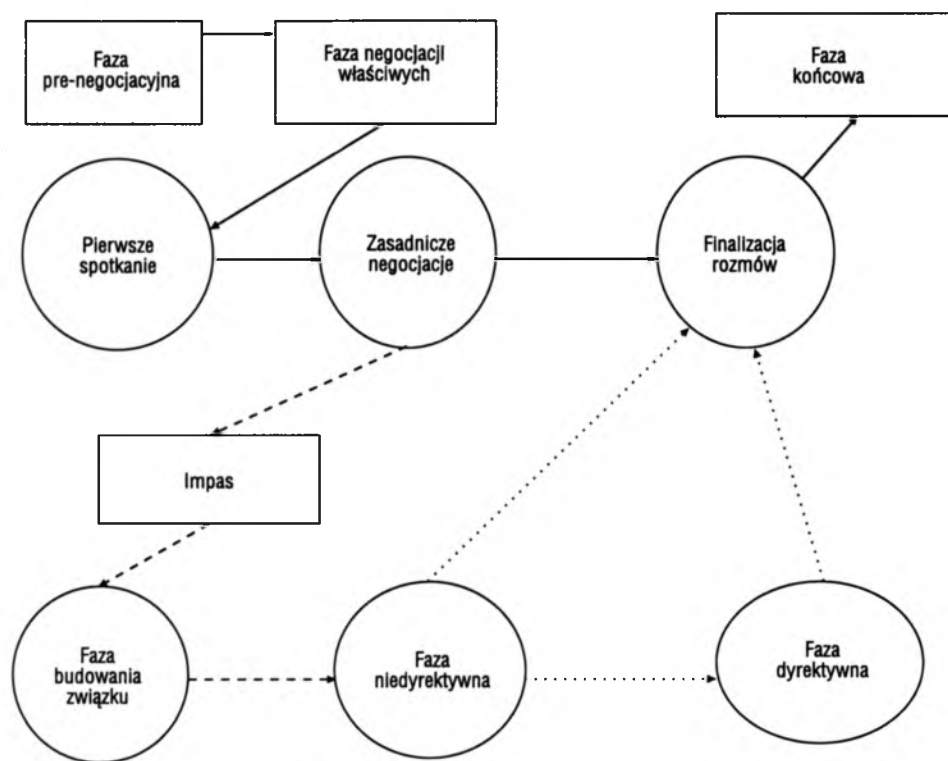 Faza
pre-negocjacyjna
Faza negocjacji
właściwych
Faza
końcowa
Pierwsze
spotkanie
Zasadnicze
negocjacje
Finalizacja
rozmów
Impas
Faza
budowania
związku
Faza
niedyrektywna
Faza
dyrektywna